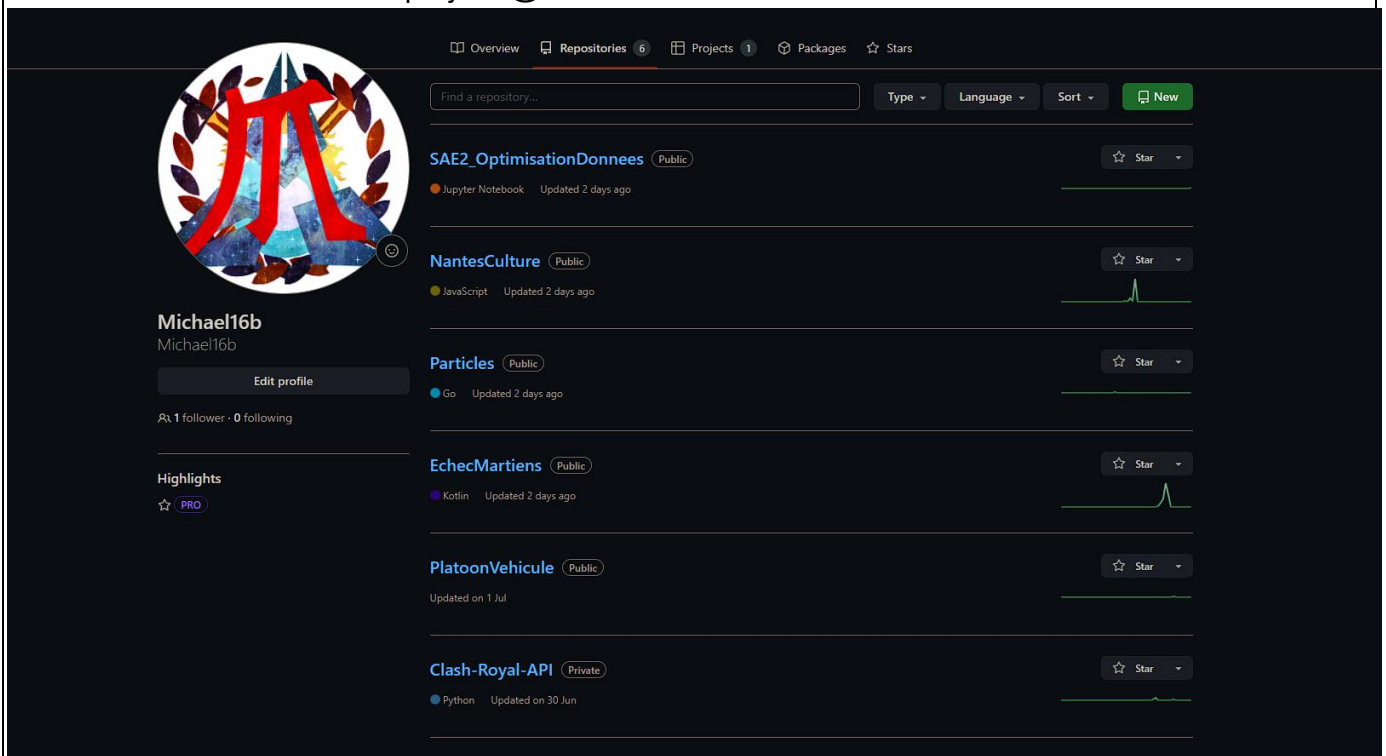 Overview Repositories 6 Projects 1 Packages Stars
Find a repository... Type Language Sort New
SAE2_OptimisationDonnees Public Star
Jupyter Notebook Updated 2 days ago
NantesCulture Public Star
JavaScript Updated 2 days ago
Michael16b
Michael16b
Edit profile
1 follower · 0 following
Highlights
PRO
Particles Public Star
Go Updated 2 days ago
EchecMartiens Public Star
Kotlin Updated 2 days ago
PlatoonVehicule Public Star
Updated on 1 Jul
Clash-Royal-API Private Star
Python Updated on 30 Jun